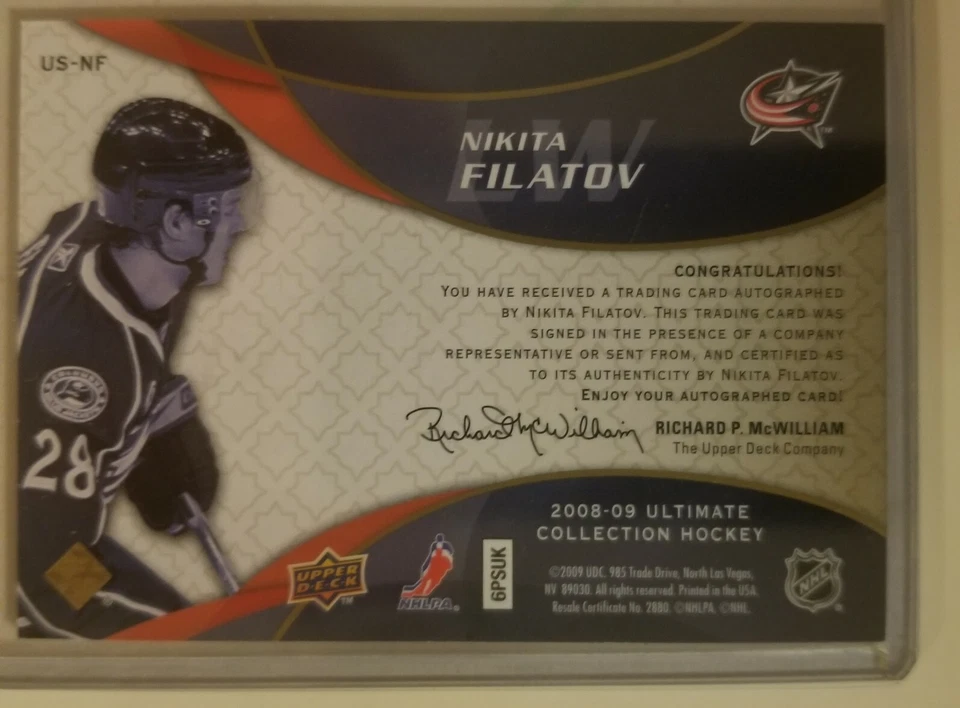 US-NF
LW
NIKITA
FILATOV
CONGRATULATIONS!
YOU HAVE RECEIVED A TRADING CARD AUTOGRAPHED
BY NIKITA FILATOV. THIS TRADING CARD WAS
SIGNED IN THE PRESENCE OF A COMPANY
REPRESENTATIVE OR SENT FROM, AND CERTIFIED AS
TO ITS AUTHENTICITY BY NIKITA FILATOV.
ENJOY YOUR AUTOGRAPHED CARD!
Richard McWilliam
RICHARD P. McWILLIAM
The Upper Deck Company
28
2008-09 ULTIMATE
COLLECTION HOCKEY
UPPER
DECK
TM
NHLPA®
6PSUK
©2009 UDC. 985 Trade Drive, North Las Vegas,
NV 89030. All rights reserved. Printed in the USA.
Resale Certificate No. 2880. ©NHLPA. ©NHL.
NHL